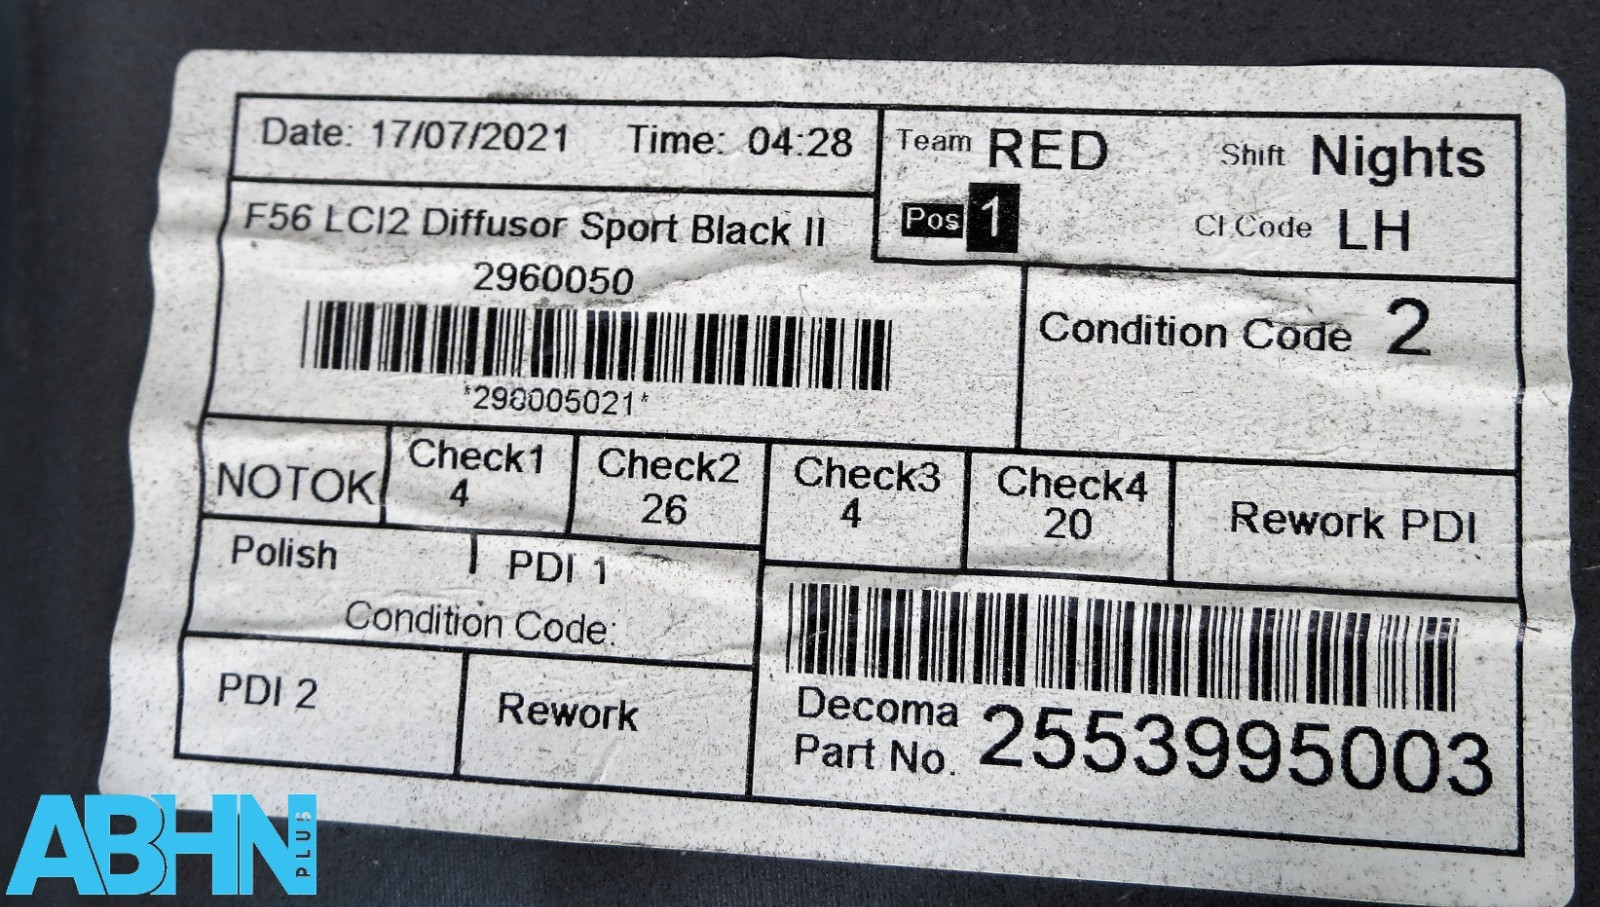 Date: 17/07/2021 Time: 04:28
Team RED Shift Nights
Pos 1 CI Code LH
F56 LCI2 Diffusor Sport Black II
2960050
*296005021*
Condition Code 2
NOTOK
Check1
4
Check2
26
Check3
4
Check4
20
Rework PDI
Polish
PDI 1
Condition Code:
PDI 2
Rework
Decoma
Part No. 2553995003
ABHN
PLUS